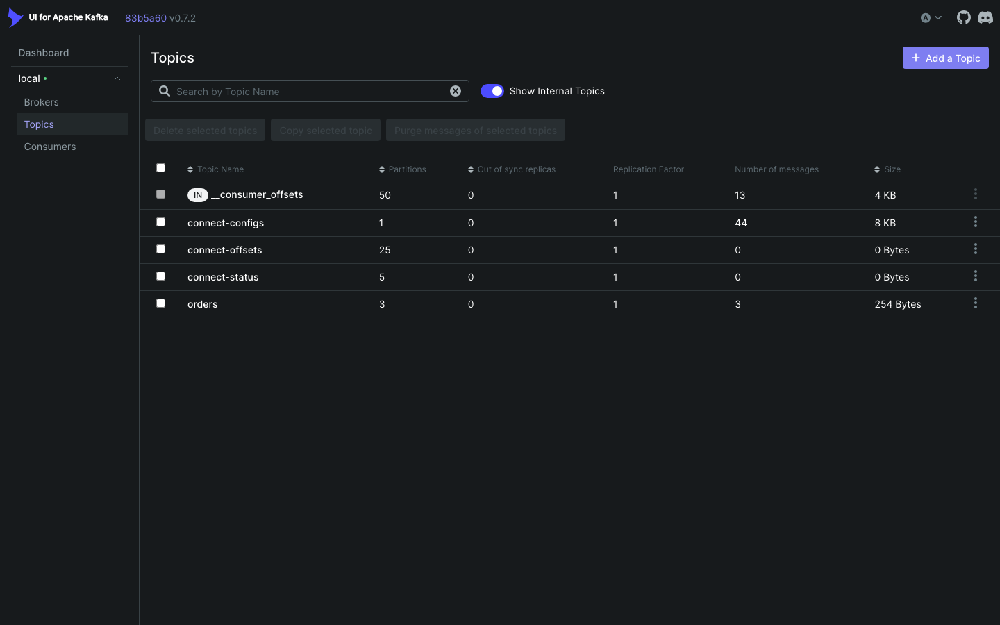 UI for Apache Kafka 83b5a60 v0.7.2 A
Dashboard
local
Brokers
Topics
Consumers
Topics
Add a Topic
Search by Topic Name
Show Internal Topics
Delete selected topics Copy selected topic Purge messages of selected topics
Topic Name Partitions Out of sync replicas Replication Factor Number of messages Size
IN __consumer_offsets 50 0 1 13 4 KB
connect-configs 1 0 1 44 8 KB
connect-offsets 25 0 1 0 0 Bytes
connect-status 5 0 1 0 0 Bytes
orders 3 0 1 3 254 Bytes